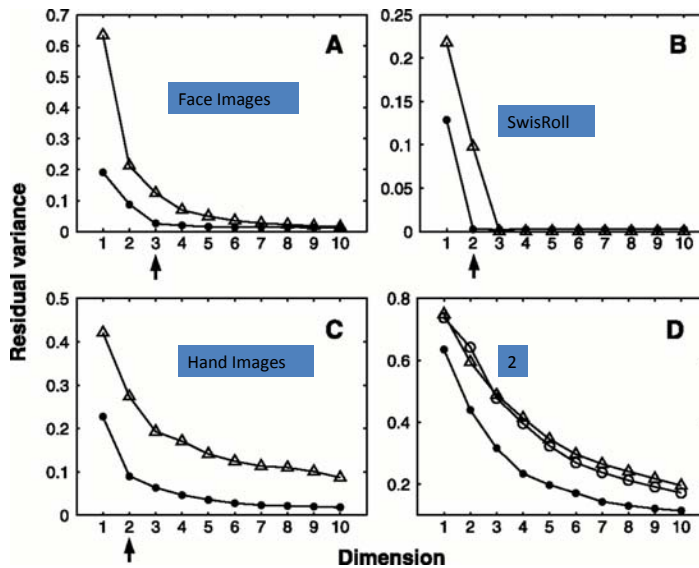 Residual variance
0.7
0.6
0.5
0.4
0.3
0.2
0.1
0
A
Face Images
1 2 3 4 5 6 7 8 9 10
0.25
0.2
0.15
0.1
0.05
0
B
SwisRoll
1 2 3 4 5 6 7 8 9 10
0.5
0.4
0.3
0.2
0.1
0
C
Hand Images
1 2 3 4 5 6 7 8 9 10
0.8
0.6
0.4
0.2
D
2
1 2 3 4 5 6 7 8 9 10
Dimension